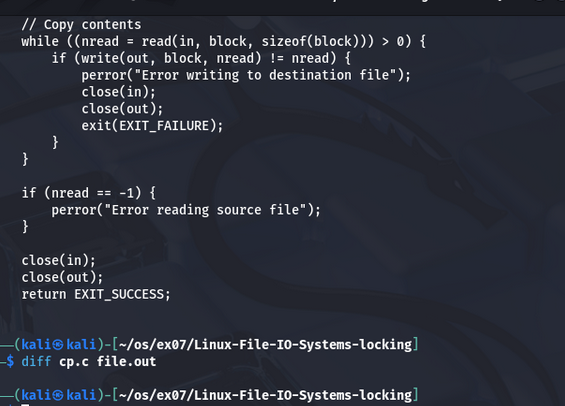 // Copy contents
while ((nread = read(in, block, sizeof(block))) > 0) {
    if (write(out, block, nread) != nread) {
        perror("Error writing to destination file");
        close(in);
        close(out);
        exit(EXIT_FAILURE);
    }
}

if (nread == -1) {
    perror("Error reading source file");
}

close(in);
close(out);
return EXIT_SUCCESS;

—(kali㉿kali)-[~/os/ex07/Linux-File-IO-Systems-locking]
—$ diff cp.c file.out

—(kali㉿kali)-[~/os/ex07/Linux-File-IO-Systems-locking]